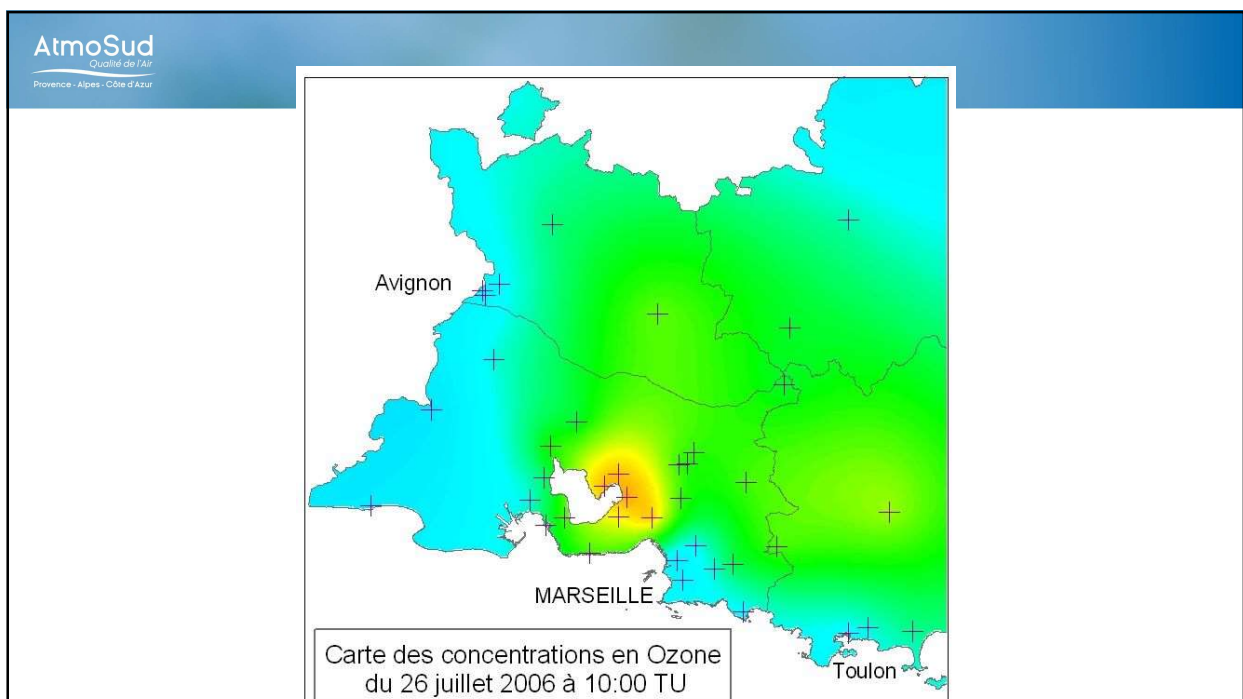 AtmoSud
Qualité de l'Air
Provence - Alpes - Côte d'Azur
Avignon
MARSEILLE
Toulon
Carte des concentrations en Ozone
du 26 juillet 2006 à 10:00 TU